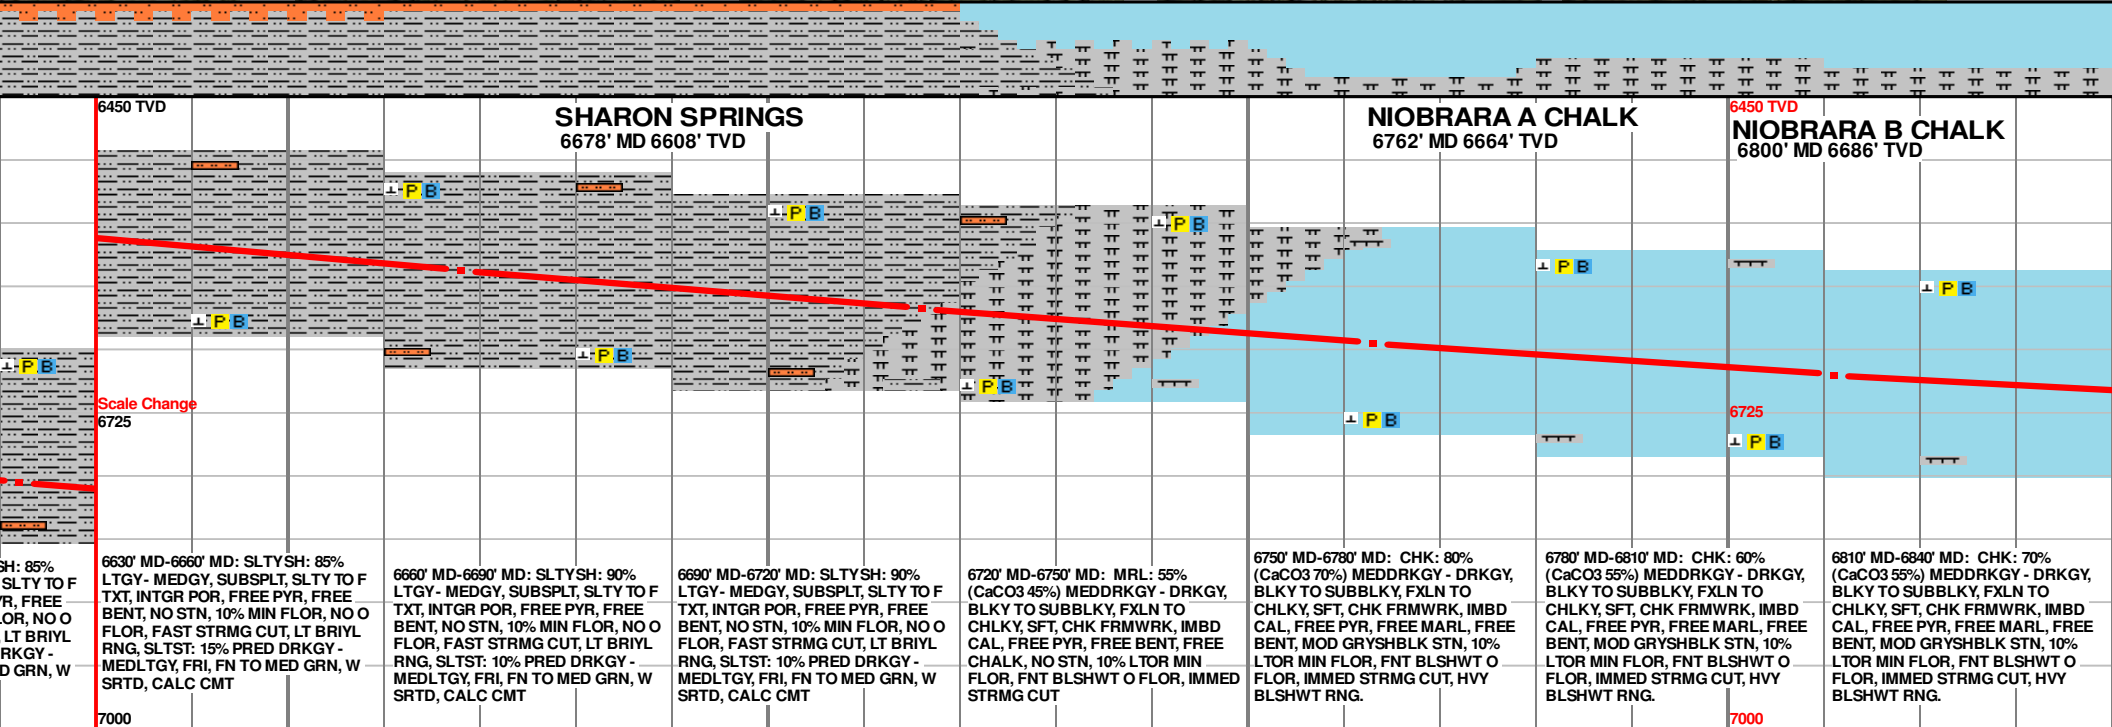 6450 TVD
SHARON SPRINGS
6678' MD 6608' TVD
NIOBRARA A CHALK
6762' MD 6664' TVD
6450 TVD
NIOBRARA B CHALK
6800' MD 6686' TVD
P B
P B
P B
P B
P B
P B
P B
P B
P B
P B
P B
P B
Scale Change
6725
6725
SH: 85%
SLTY TO F
YR, FREE
LOR, NO O
, LT BRIYL
RKGY -
D GRN, W
6630' MD-6660' MD: SLTYSH: 85%
LTGY- MEDGY, SUBSPLT, SLTY TO F
TXT, INTGR POR, FREE PYR, FREE
BENT, NO STN, 10% MIN FLOR, NO O
FLOR, FAST STRMG CUT, LT BRIYL
RNG, SLTST: 15% PRED DRKGY -
MEDLTGY, FRI, FN TO MED GRN, W
SRTD, CALC CMT
6660' MD-6690' MD: SLTYSH: 90%
LTGY- MEDGY, SUBSPLT, SLTY TO F
TXT, INTGR POR, FREE PYR, FREE
BENT, NO STN, 10% MIN FLOR, NO O
FLOR, FAST STRMG CUT, LT BRIYL
RNG, SLTST: 10% PRED DRKGY -
MEDLTGY, FRI, FN TO MED GRN, W
SRTD, CALC CMT
6690' MD-6720' MD: SLTYSH: 90%
LTGY- MEDGY, SUBSPLT, SLTY TO F
TXT, INTGR POR, FREE PYR, FREE
BENT, NO STN, 10% MIN FLOR, NO O
FLOR, FAST STRMG CUT, LT BRIYL
RNG, SLTST: 10% PRED DRKGY -
MEDLTGY, FRI, FN TO MED GRN, W
SRTD, CALC CMT
6720' MD-6750' MD: MRL: 55%
(CaCO3 45%) MEDDRKGY - DRKGY,
BLKY TO SUBBLKY, FXLN TO
CHLKY, SFT, CHK FRMWRK, IMBD
CAL, FREE PYR, FREE BENT, FREE
CHALK, NO STN, 10% LTOR MIN
FLOR, FNT BLSHWT O FLOR, IMMED
STRMG CUT
6750' MD-6780' MD: CHK: 80%
(CaCO3 70%) MEDDRKGY - DRKGY,
BLKY TO SUBBLKY, FXLN TO
CHLKY, SFT, CHK FRMWRK, IMBD
CAL, FREE PYR, FREE MARL, FREE
BENT, MOD GRYSHBLK STN, 10%
LTOR MIN FLOR, FNT BLSHWT O
FLOR, IMMED STRMG CUT, HVY
BLSHWT RNG.
6780' MD-6810' MD: CHK: 60%
(CaCO3 55%) MEDDRKGY - DRKGY,
BLKY TO SUBBLKY, FXLN TO
CHLKY, SFT, CHK FRMWRK, IMBD
CAL, FREE PYR, FREE MARL, FREE
BENT, MOD GRYSHBLK STN, 10%
LTOR MIN FLOR, FNT BLSHWT O
FLOR, IMMED STRMG CUT, HVY
BLSHWT RNG.
6810' MD-6840' MD: CHK: 70%
(CaCO3 55%) MEDDRKGY - DRKGY,
BLKY TO SUBBLKY, FXLN TO
CHLKY, SFT, CHK FRMWRK, IMBD
CAL, FREE PYR, FREE MARL, FREE
BENT, MOD GRYSHBLK STN, 10%
LTOR MIN FLOR, FNT BLSHWT O
FLOR, IMMED STRMG CUT, HVY
BLSHWT RNG.
7000
7000